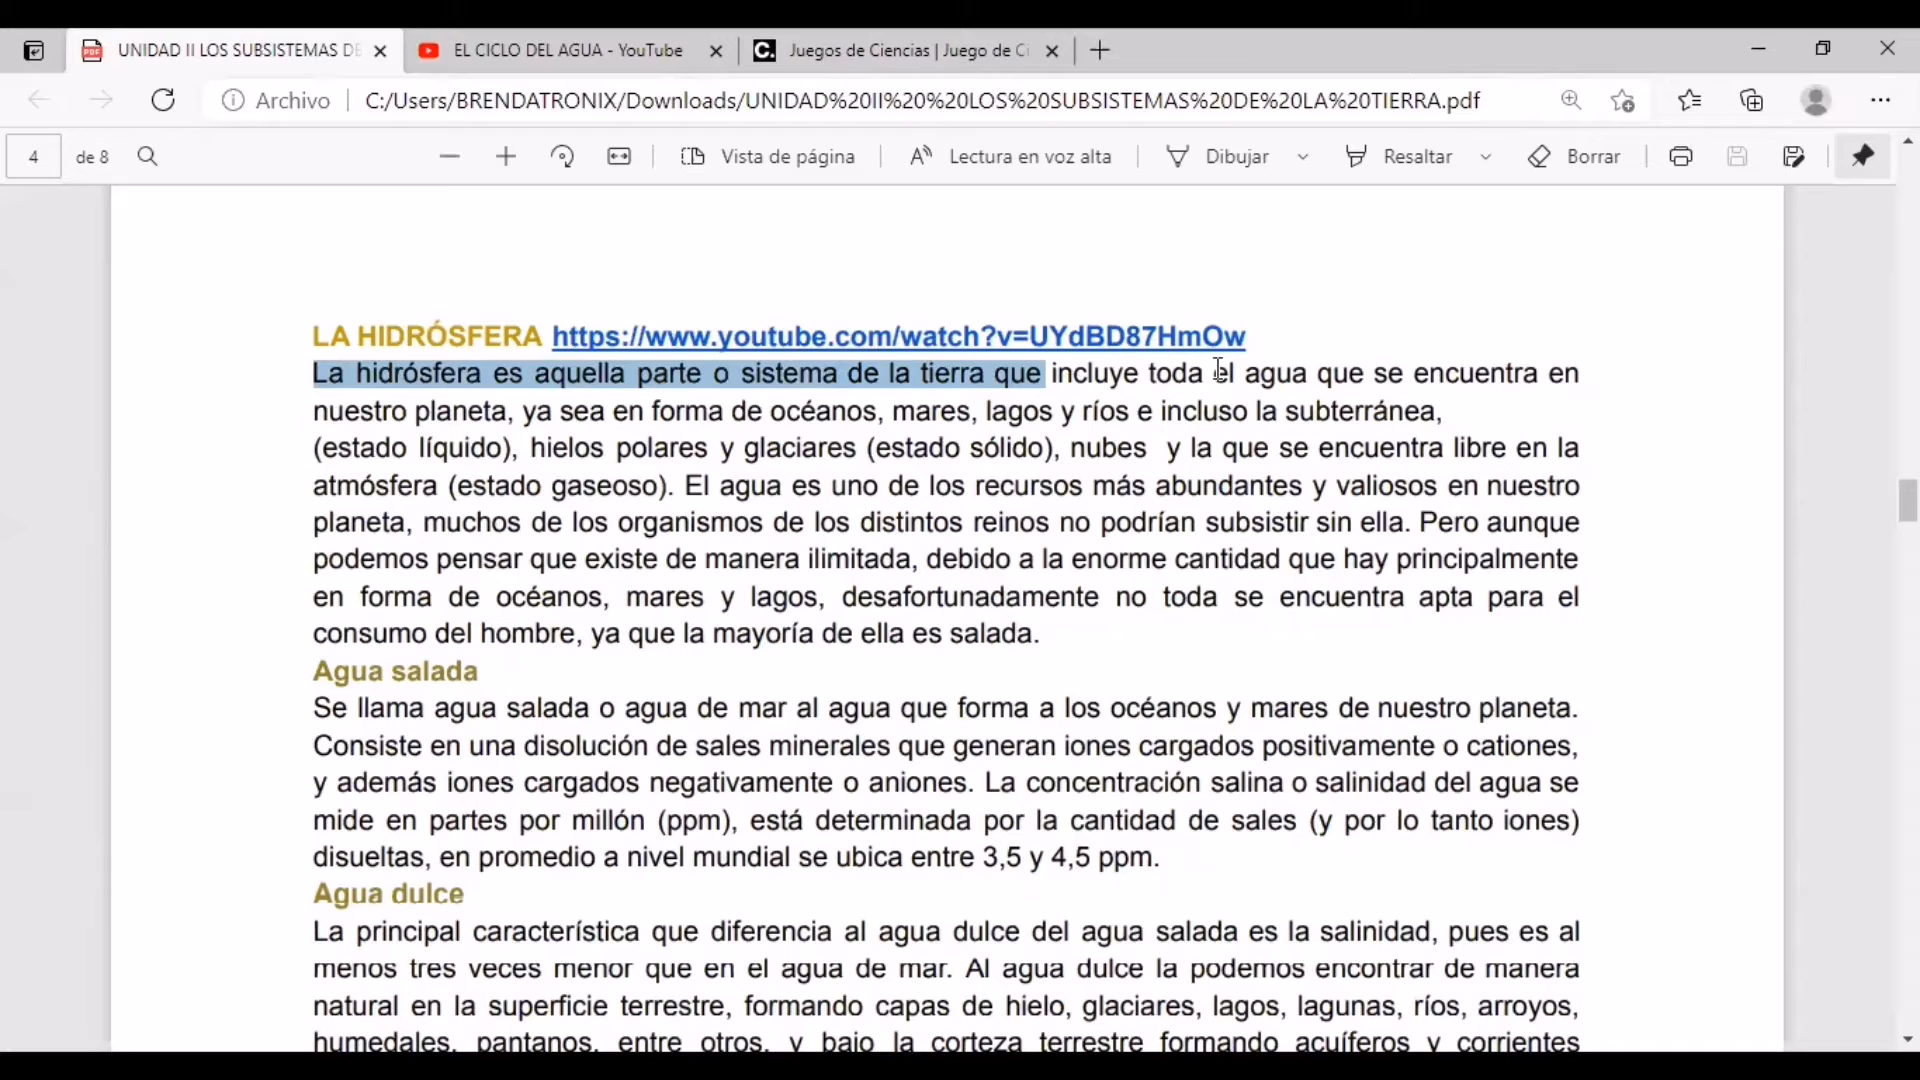 UNIDAD II LOS SUBSISTEMAS DE
EL CICLO DEL AGUA - YouTube
Juegos de Ciencias | Juego de Ci
Archivo
C:/Users/BRENDATRONIX/Downloads/UNIDAD%20II%20%20LOS%20SUBSISTEMAS%20DE%20LA%20TIERRA.pdf
4 de 8
Vista de página
Lectura en voz alta
Dibujar
Resaltar
Borrar
LA HIDRÓSFERA https://www.youtube.com/watch?v=UYdBD87HmOw
La hidrósfera es aquella parte o sistema de la tierra que incluye toda el agua que se encuentra en
nuestro planeta, ya sea en forma de océanos, mares, lagos y ríos e incluso la subterránea,
(estado líquido), hielos polares y glaciares (estado sólido), nubes y la que se encuentra libre en la
atmósfera (estado gaseoso). El agua es uno de los recursos más abundantes y valiosos en nuestro
planeta, muchos de los organismos de los distintos reinos no podrían subsistir sin ella. Pero aunque
podemos pensar que existe de manera ilimitada, debido a la enorme cantidad que hay principalmente
en forma de océanos, mares y lagos, desafortunadamente no toda se encuentra apta para el
consumo del hombre, ya que la mayoría de ella es salada.
Agua salada
Se llama agua salada o agua de mar al agua que forma a los océanos y mares de nuestro planeta.
Consiste en una disolución de sales minerales que generan iones cargados positivamente o cationes,
y además iones cargados negativamente o aniones. La concentración salina o salinidad del agua se
mide en partes por millón (ppm), está determinada por la cantidad de sales (y por lo tanto iones)
disueltas, en promedio a nivel mundial se ubica entre 3,5 y 4,5 ppm.
Agua dulce
La principal característica que diferencia al agua dulce del agua salada es la salinidad, pues es al
menos tres veces menor que en el agua de mar. Al agua dulce la podemos encontrar de manera
natural en la superficie terrestre, formando capas de hielo, glaciares, lagos, lagunas, ríos, arroyos,
humedales, pantanos, entre otros, y bajo la corteza terrestre formando acuíferos y corrientes